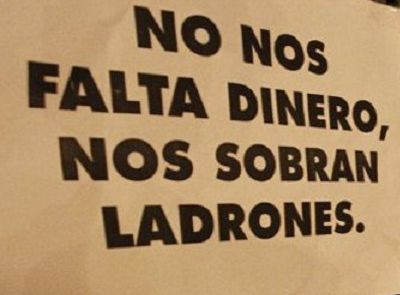 NO NOS
FALTA DINERO,
NOS SOBRAN
LADRONES.